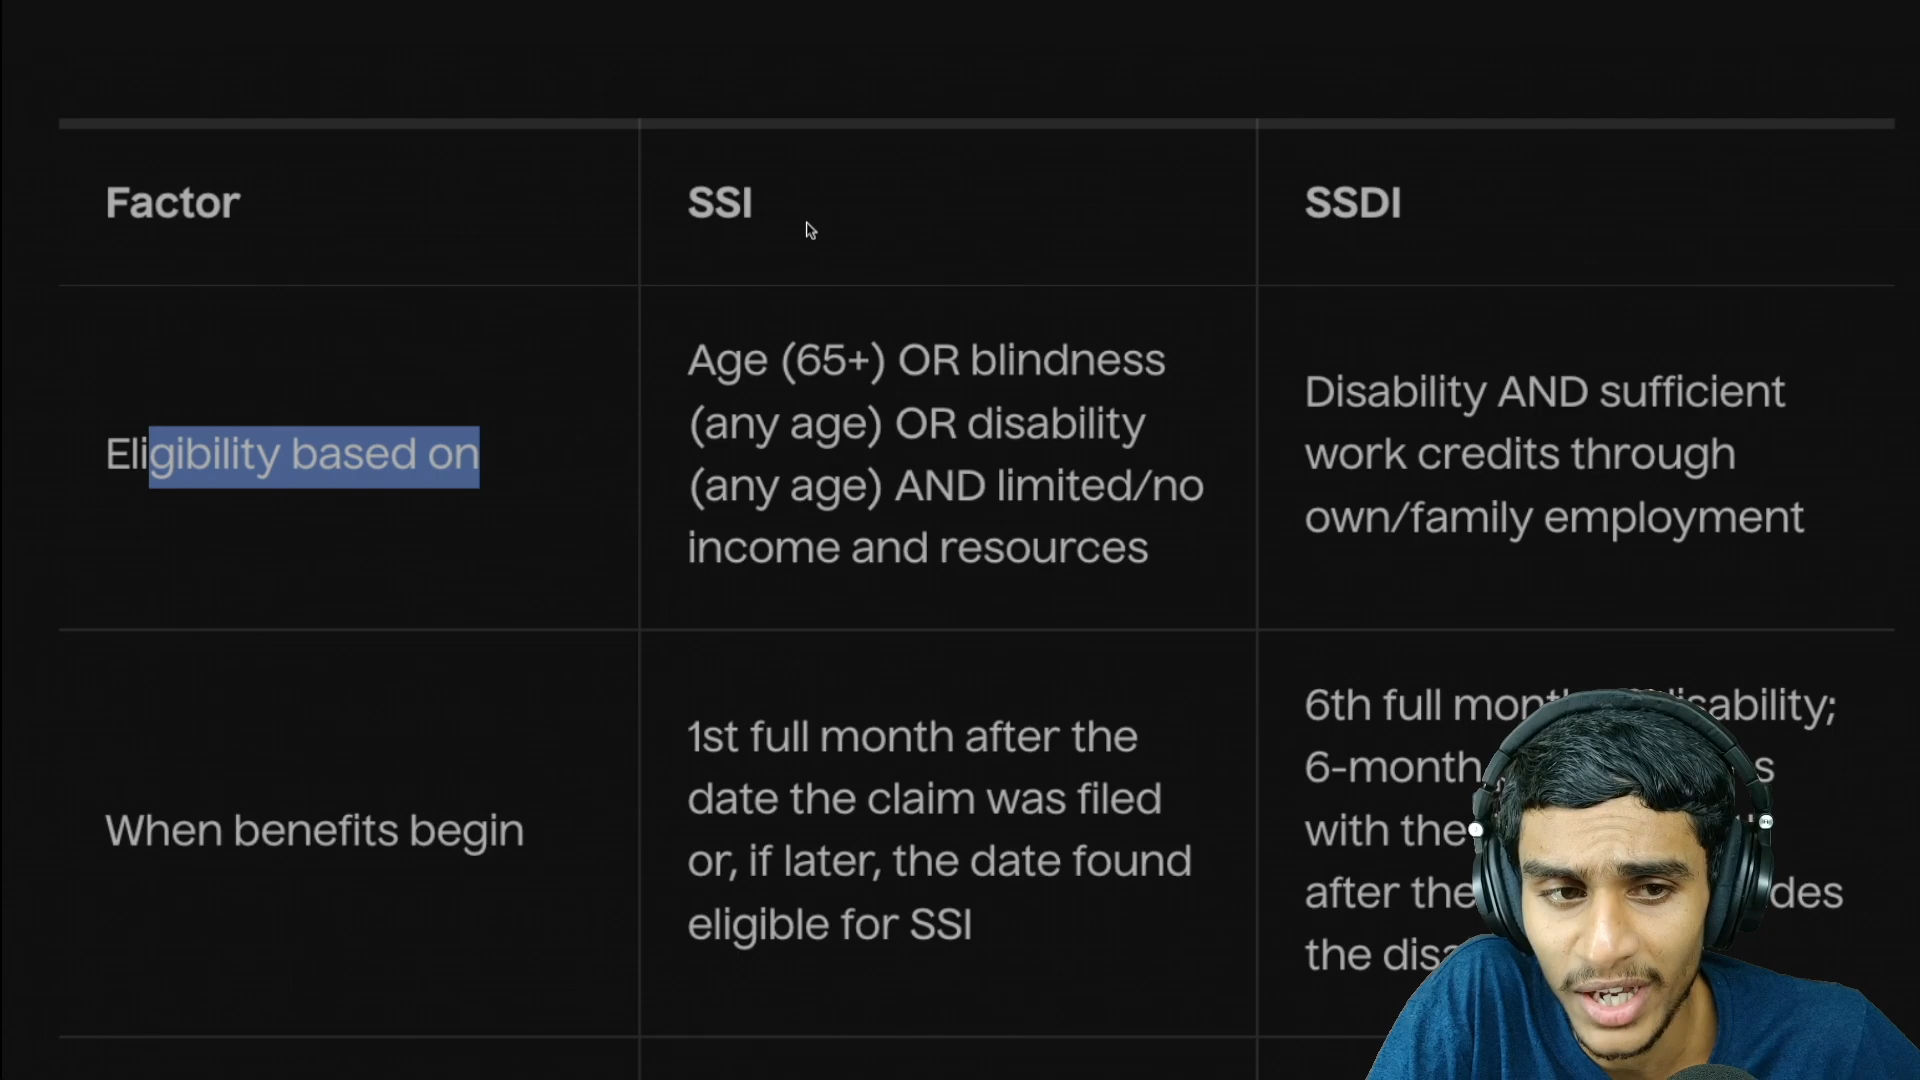 Factor
SSI
SSDI
Eligibility based on
Age (65+) OR blindness
(any age) OR disability
(any age) AND limited/no
income and resources
Disability AND sufficient
work credits through
own/family employment
When benefits begin
1st full month after the
date the claim was filed
or, if later, the date found
eligible for SSI
6th full disability;
6-month
with the
after the
the